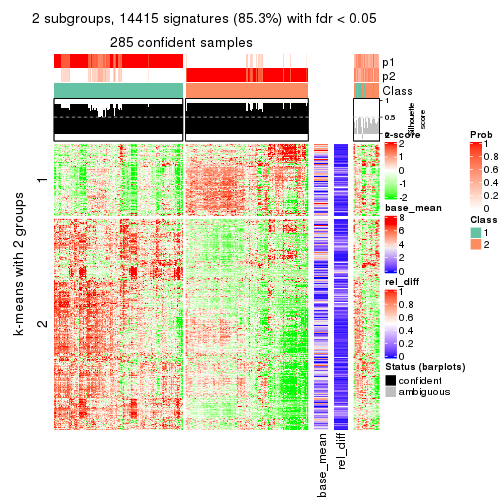 2 subgroups, 14415 signatures (85.3%) with fdr < 0.05
285 confident samples
p1
p2
Class
1
0.5
0
Silhouette
score
k-means with 2 groups
1
2
z-score
2
1
0
-1
-2
base_mean
8
6
4
2
0
rel_diff
1
0.8
0.6
0.4
0.2
0
Status (barplots)
confident
ambiguous
Prob
1
0.8
0.6
0.4
0.2
0
Class
1
2
base_mean
rel_diff